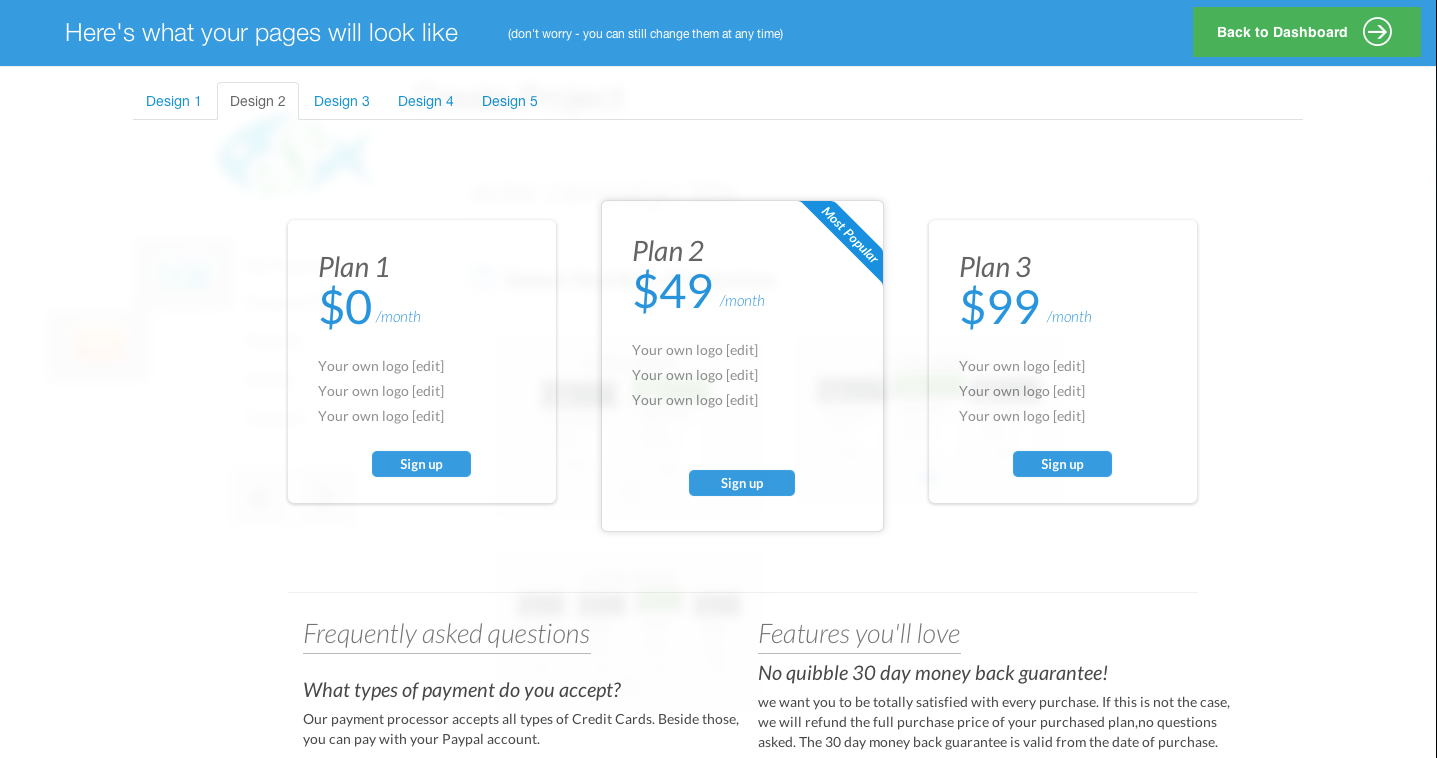 Here's what your pages will look like
(don't worry - you can still change them at any time)
Back to Dashboard
Design 1
Design 2
Design 3
Design 4
Design 5
Plan 1
$0 /month
Your own logo [edit]
Your own logo [edit]
Your own logo [edit]
Sign up
Most Popular
Plan 2
$49 /month
Your own logo [edit]
Your own logo [edit]
Your own logo [edit]
Sign up
Plan 3
$99 /month
Your own logo [edit]
Your own logo [edit]
Your own logo [edit]
Sign up
Frequently asked questions
What types of payment do you accept?
Our payment processor accepts all types of Credit Cards. Beside those,
you can pay with your Paypal account.
Features you'll love
No quibble 30 day money back guarantee!
we want you to be totally satisfied with every purchase. If this is not the case,
we will refund the full purchase price of your purchased plan,no questions
asked. The 30 day money back guarantee is valid from the date of purchase.